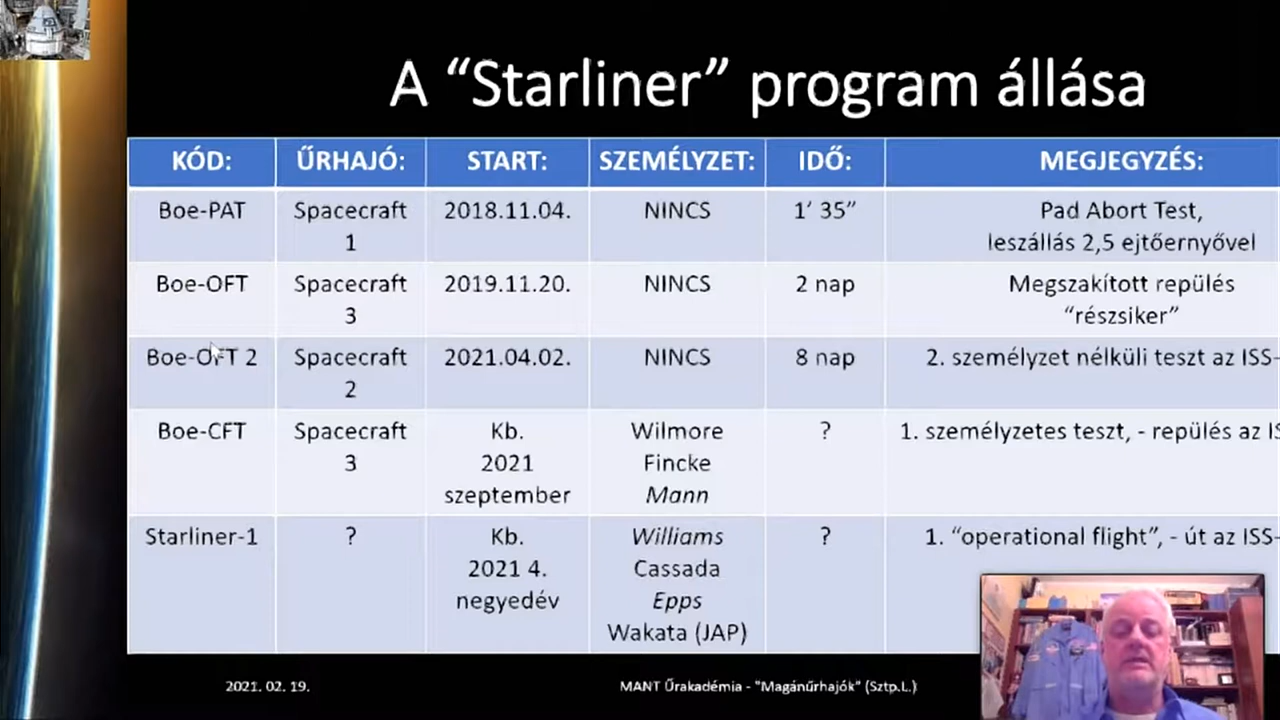 A “Starliner” program állása
KÓD: ŰRHAJÓ: START: SZEMÉLYZET: IDŐ: MEGJEGYZÉS:
Boe-PAT Spacecraft 1 2018.11.04. NINCS 1’ 35” Pad Abort Test,
leszállás 2,5 ejtőernyővel
Boe-OFT Spacecraft 3 2019.11.20. NINCS 2 nap Megszakított repülés
“részsiker”
Boe-OFT 2 Spacecraft 2 2021.04.02. NINCS 8 nap 2. személyzet nélküli teszt az ISS-
Boe-CFT Spacecraft 3 Kb. 2021 szeptember Wilmore Fincke Mann ? 1. személyzetes teszt, - repülés az
Starliner-1 ? Kb. 2021 4. negyedév Williams Cassada Epps Wakata (JAP) ? 1. “operational flight”, - út az ISS-
2021. 02. 19. MANT Űrakadémia - "Magánűrhajók" (Sztp.L.)